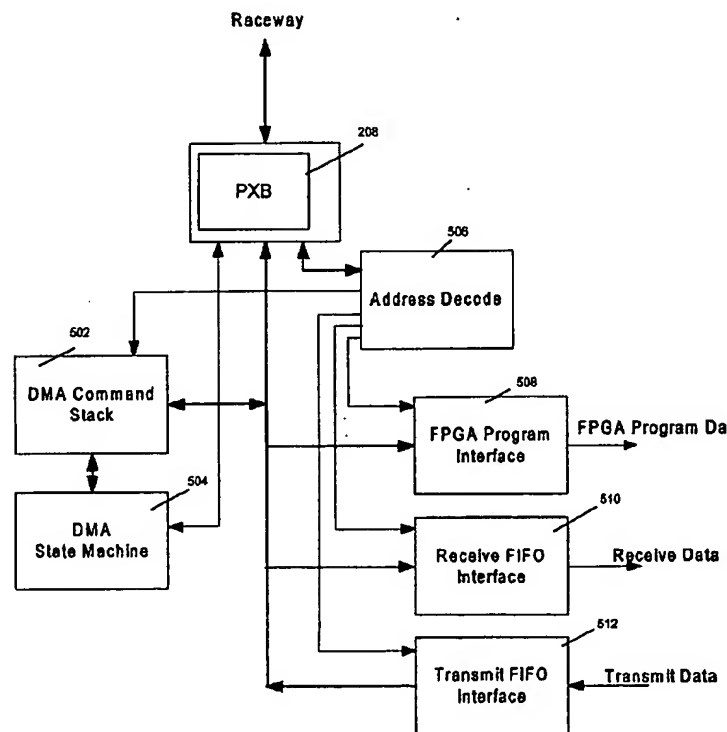 Raceway
208
PXB
506
Address Decode
502
DMA Command
Stack
508
FPGA Program
Interface
FPGA Program Da
504
DMA
State Machine
510
Receive FIFO
Interface
Receive Data
512
Transmit FIFO
Interface
Transmit Data